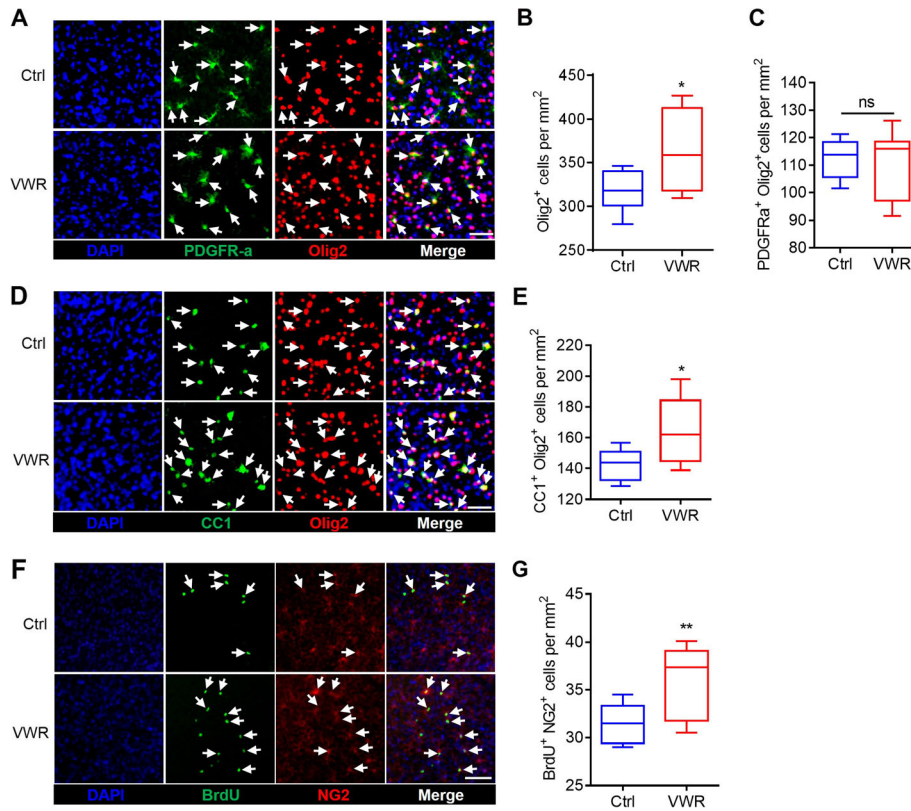 A
Ctrl
VWR
DAPI PDGFR-a Olig2 Merge
B
Olig2+ cells per mm2
450
400
350
300
250
Ctrl VWR
*
C
PDGFRa+ Olig2+cells per mm2
140
130
120
110
100
90
80
Ctrl VWR
ns
D
Ctrl
VWR
DAPI CC1 Olig2 Merge
E
CC1+ Olig2+ cells per mm2
220
200
180
160
140
120
Ctrl VWR
*
F
Ctrl
VWR
DAPI BrdU NG2 Merge
G
BrdU+ NG2+ cells per mm2
45
40
35
30
25
Ctrl VWR
**